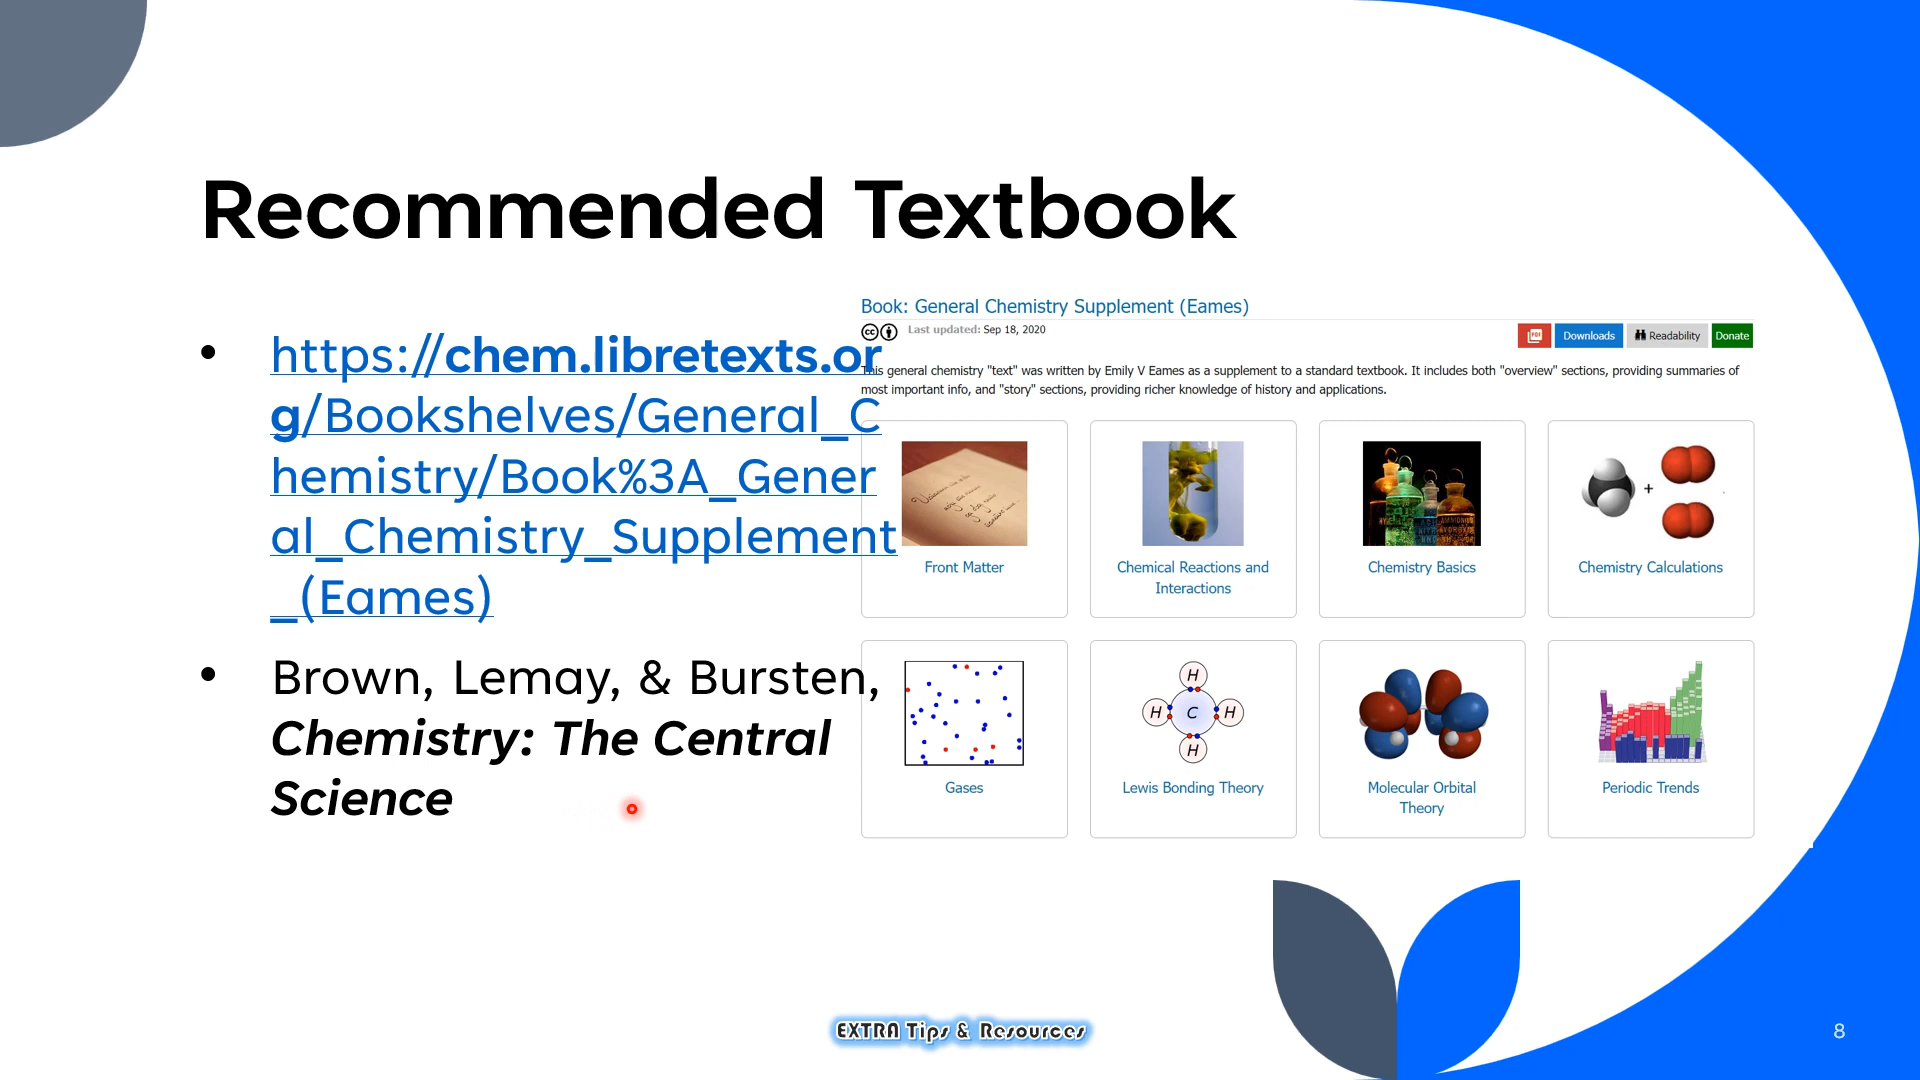 Recommended Textbook
• https://chem.libretexts.or
g/Bookshelves/General_C
hemistry/Book%3A_Gener
al_Chemistry_Supplement
_(Eames)
• Brown, Lemay, & Bursten,
Chemistry: The Central
Science
Book: General Chemistry Supplement (Eames)
Last updated: Sep 18, 2020
Downloads
Readability
Donate
This general chemistry "text" was written by Emily V Eames as a supplement to a standard textbook. It includes both "overview" sections, providing summaries of
most important info, and "story" sections, providing richer knowledge of history and applications.
Front Matter
Chemical Reactions and
Interactions
Chemistry Basics
+
Chemistry Calculations
Gases
H
H C H
H
Lewis Bonding Theory
Molecular Orbital
Theory
Periodic Trends
EXTRA Tips & Resources
8